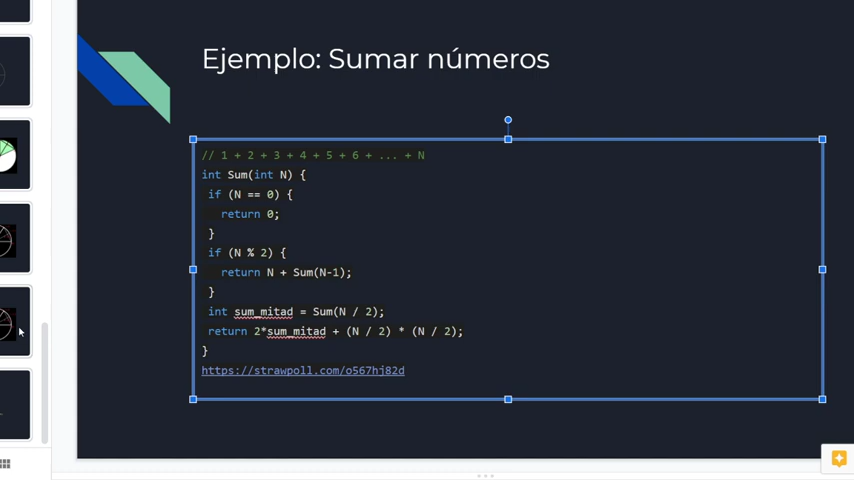 Ejemplo: Sumar números
// 1 + 2 + 3 + 4 + 5 + 6 + ... + N
int Sum(int N) {
if (N == 0) {
return 0;
}
if (N % 2) {
return N + Sum(N-1);
}
int sum_mitad = Sum(N / 2);
return 2*sum_mitad + (N / 2) * (N / 2);
}
https://strawpoll.com/o567hj82d